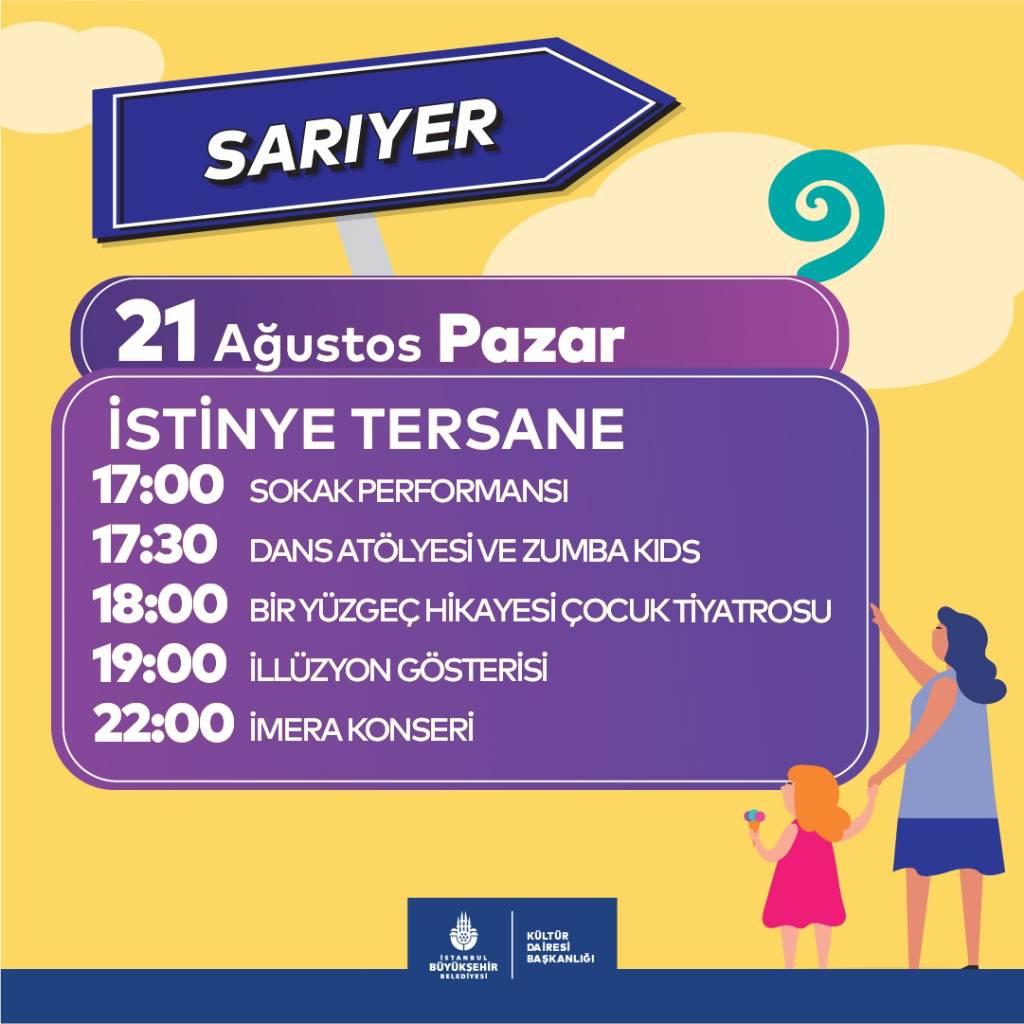 SARIYER
21 Ağustos Pazar
İSTİNYE TERSANE
17:00 SOKAK PERFORMANSI
17:30 DANS ATÖLYESİ VE ZUMBA KIDS
18:00 BİR YÜZGEÇ HİKAYESİ ÇOCUK TİYATROSU
19:00 İLLÜZYON GÖSTERİSİ
22:00 İMERA KONSERİ
İSTANBUL
BÜYÜKŞEHİR
BELEDİYESİ
KÜLTÜR
DAİRESİ
BAŞKANLIĞI